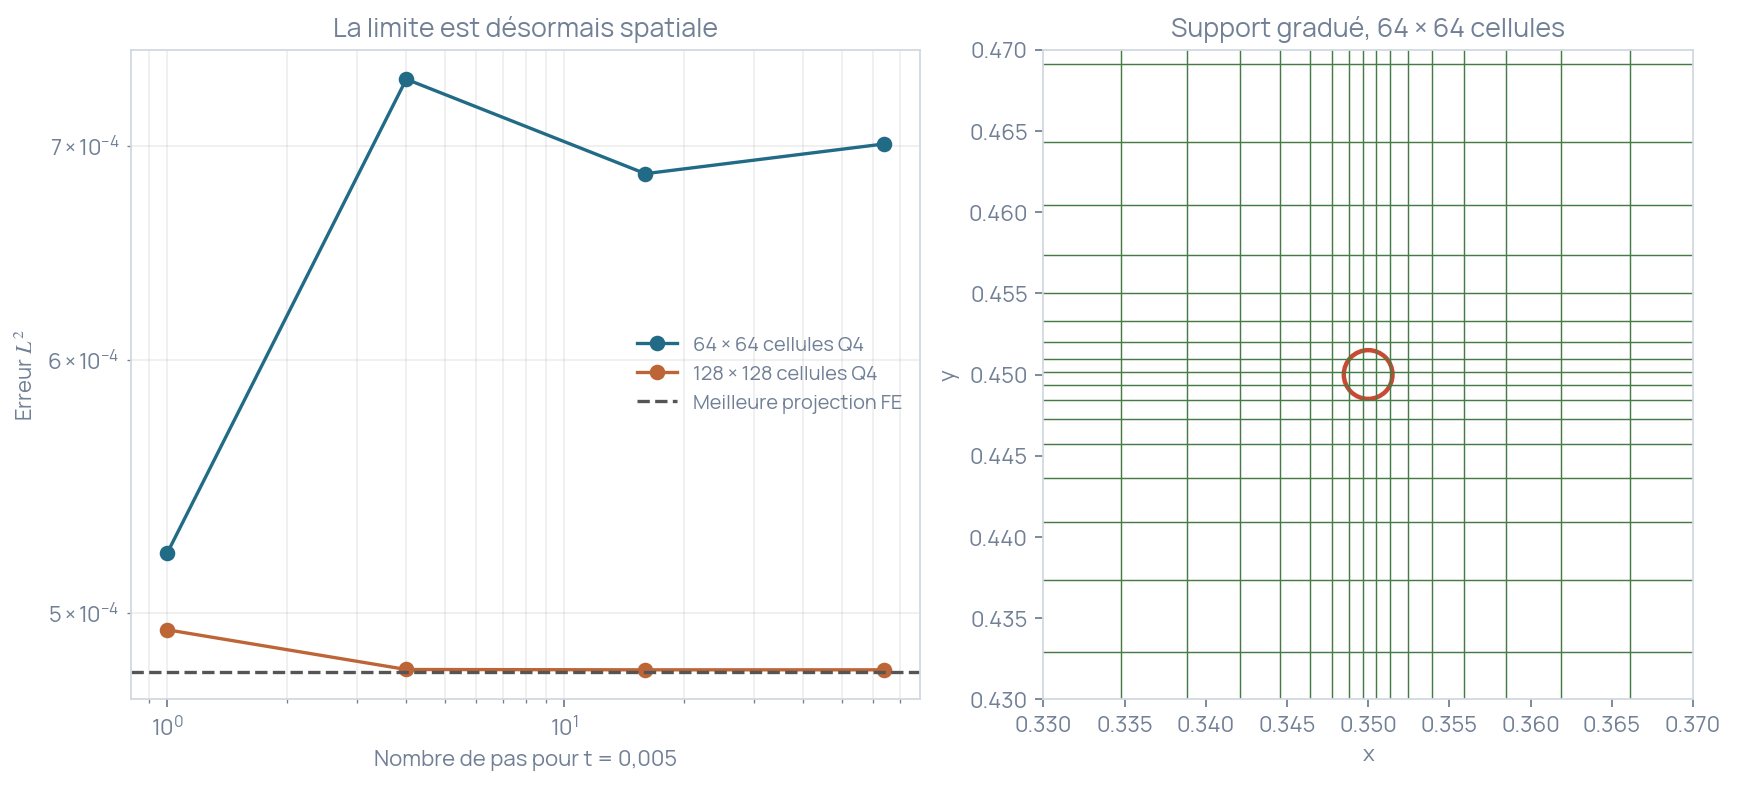 La limite est désormais spatiale
7 × 10⁻⁴
6 × 10⁻⁴
5 × 10⁻⁴
Erreur L²
64 × 64 cellules Q4
128 × 128 cellules Q4
Meilleure projection FE
10⁰
10¹
Nombre de pas pour t = 0,005
Support gradué, 64 × 64 cellules
0.470
0.465
0.460
0.455
0.450
0.445
0.440
0.435
0.430
y
0.330
0.335
0.340
0.345
0.350
0.355
0.360
0.365
0.370
x